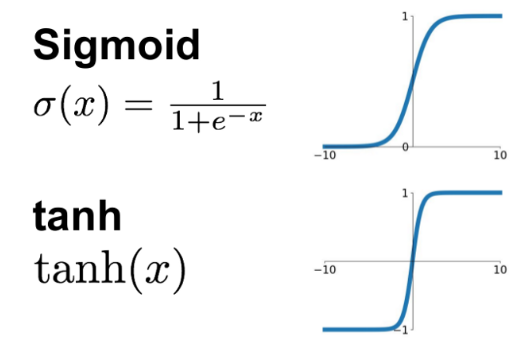 Sigmoid
σ(x) = 1/(1+e^{-x})
1
0
−10
10
tanh
tanh(x)
1
−10
10
−1